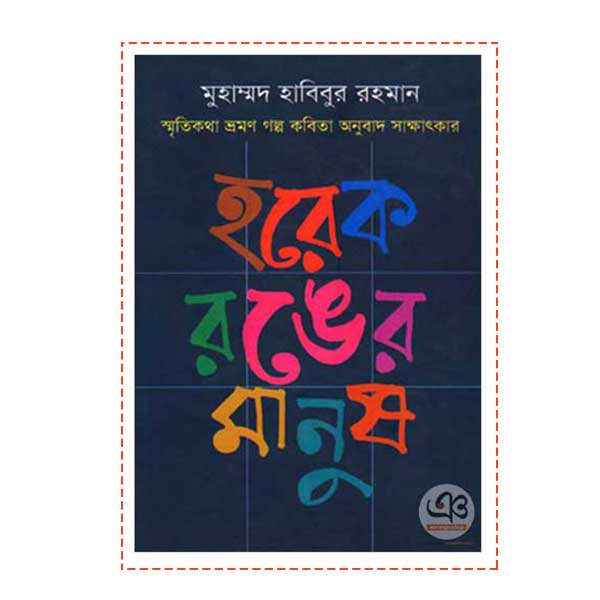 মুহাম্মদ হাবিবুর রহমান
স্মৃতিকথা ভ্রমণ গল্প কবিতা অনুবাদ সাক্ষাৎকার
হরেক
রঙের
মানুষ